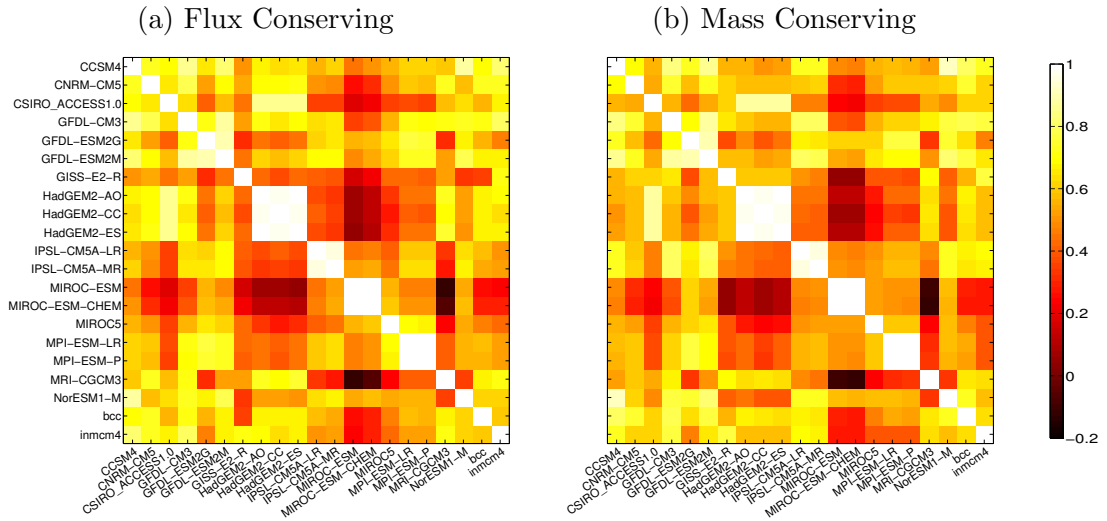 (a) Flux Conserving
(b) Mass Conserving
CCSM4
CNRM-CM5
CSIRO_ACCESS1.0
GFDL-CM3
GFDL-ESM2G
GFDL-ESM2M
GISS-E2-R
HadGEM2-AO
HadGEM2-CC
HadGEM2-ES
IPSL-CM5A-LR
IPSL-CM5A-MR
MIROC-ESM
MIROC-ESM-CHEM
MIROC5
MPI-ESM-LR
MPI-ESM-P
MRI-CGCM3
NorESM1-M
bcc
inmcm4
CCSM4
CNRM-CM5
CSIRO_ACCESS1.0
GFDL-CM3
GFDL-ESM2G
GFDL-ESM2M
GISS-E2-R
HadGEM2-AO
HadGEM2-CC
HadGEM2-ES
IPSL-CM5A-LR
IPSL-CM5A-MR
MIROC-ESM
MIROC-ESM-CHEM
MIROC5
MPI-ESM-LR
MPI-ESM-P
MRI-CGCM3
NorESM1-M
bcc
inmcm4
CCSM4
CNRM-CM5
CSIRO_ACCESS1.0
GFDL-CM3
GFDL-ESM2G
GFDL-ESM2M
GISS-E2-R
HadGEM2-AO
HadGEM2-CC
HadGEM2-ES
IPSL-CM5A-LR
IPSL-CM5A-MR
MIROC-ESM
MIROC-ESM-CHEM
MIROC5
MPI-ESM-LR
MPI-ESM-P
MRI-CGCM3
NorESM1-M
bcc
inmcm4
1
0.8
0.6
0.4
0.2
0
-0.2